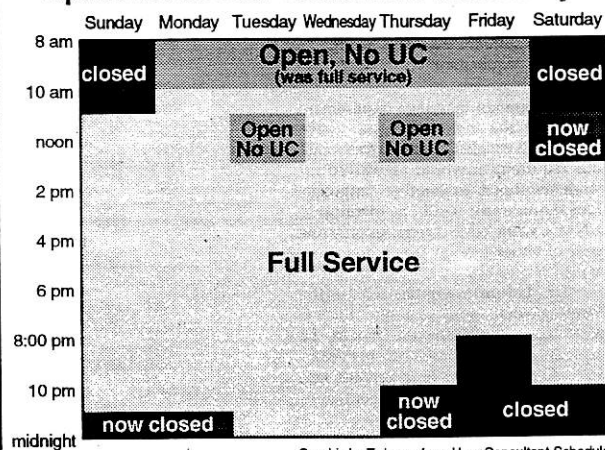 Sunday Monday Tuesday Wednesday Thursday Friday Saturday
8 am
Open, No UC
(was full service)
closed
closed
10 am
Open
No UC
Open
No UC
now
closed
noon
2 pm
4 pm
Full Service
6 pm
8:00 pm
10 pm
now closed
now
closed
closed
midnight